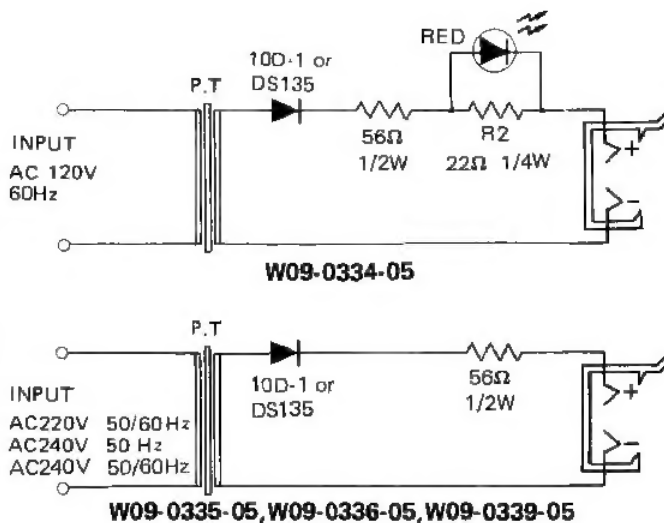 RED
10D-1 or
DS135
P.T
INPUT
AC 120V
60Hz
56Ω
1/2W
R2
22Ω 1/4W
+
−
W09-0334-05
P.T
10D-1 or
DS135
INPUT
AC220V 50/60Hz
AC240V 50 Hz
AC240V 50/60Hz
56Ω
1/2W
+
−
W09-0335-05, W09-0336-05, W09-0339-05